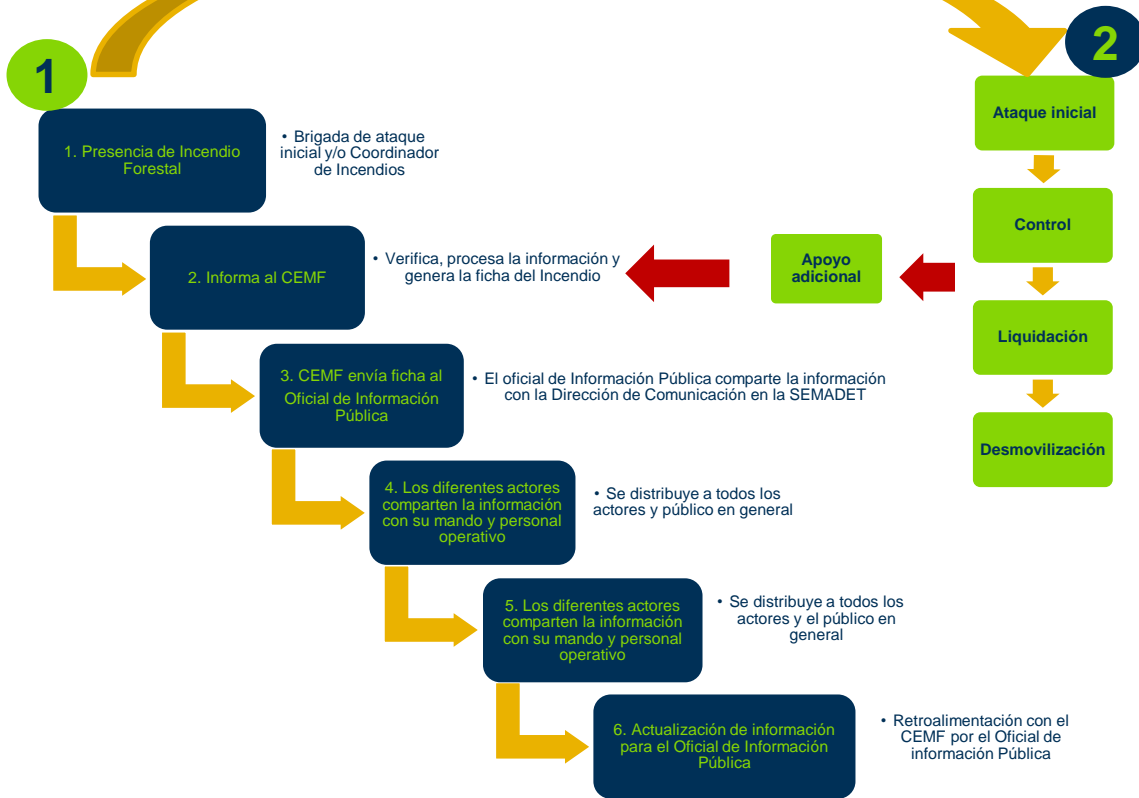 1
1. Presencia de Incendio
Forestal
• Brigada de ataque
inicial y/o Coordinador
de Incendios
2. Informa al CEMF
• Verifica, procesa la información y
genera la ficha del Incendio
3. CEMF envía ficha al
Oficial de Información
Pública
• El oficial de Información Pública comparte la información
con la Dirección de Comunicación en la SEMADET
4. Los diferentes actores
comparten la información
con su mando y personal
operativo
• Se distribuye a todos los
actores y público en general
5. Los diferentes actores
comparten la información
con su mando y personal
operativo
• Se distribuye a todos los
actores y el público en
general
6. Actualización de información
para el Oficial de Información
Pública
• Retroalimentación con el
CEMF por el Oficial de
información Pública
2
Ataque inicial
Control
Apoyo
adicional
Liquidación
Desmovilización